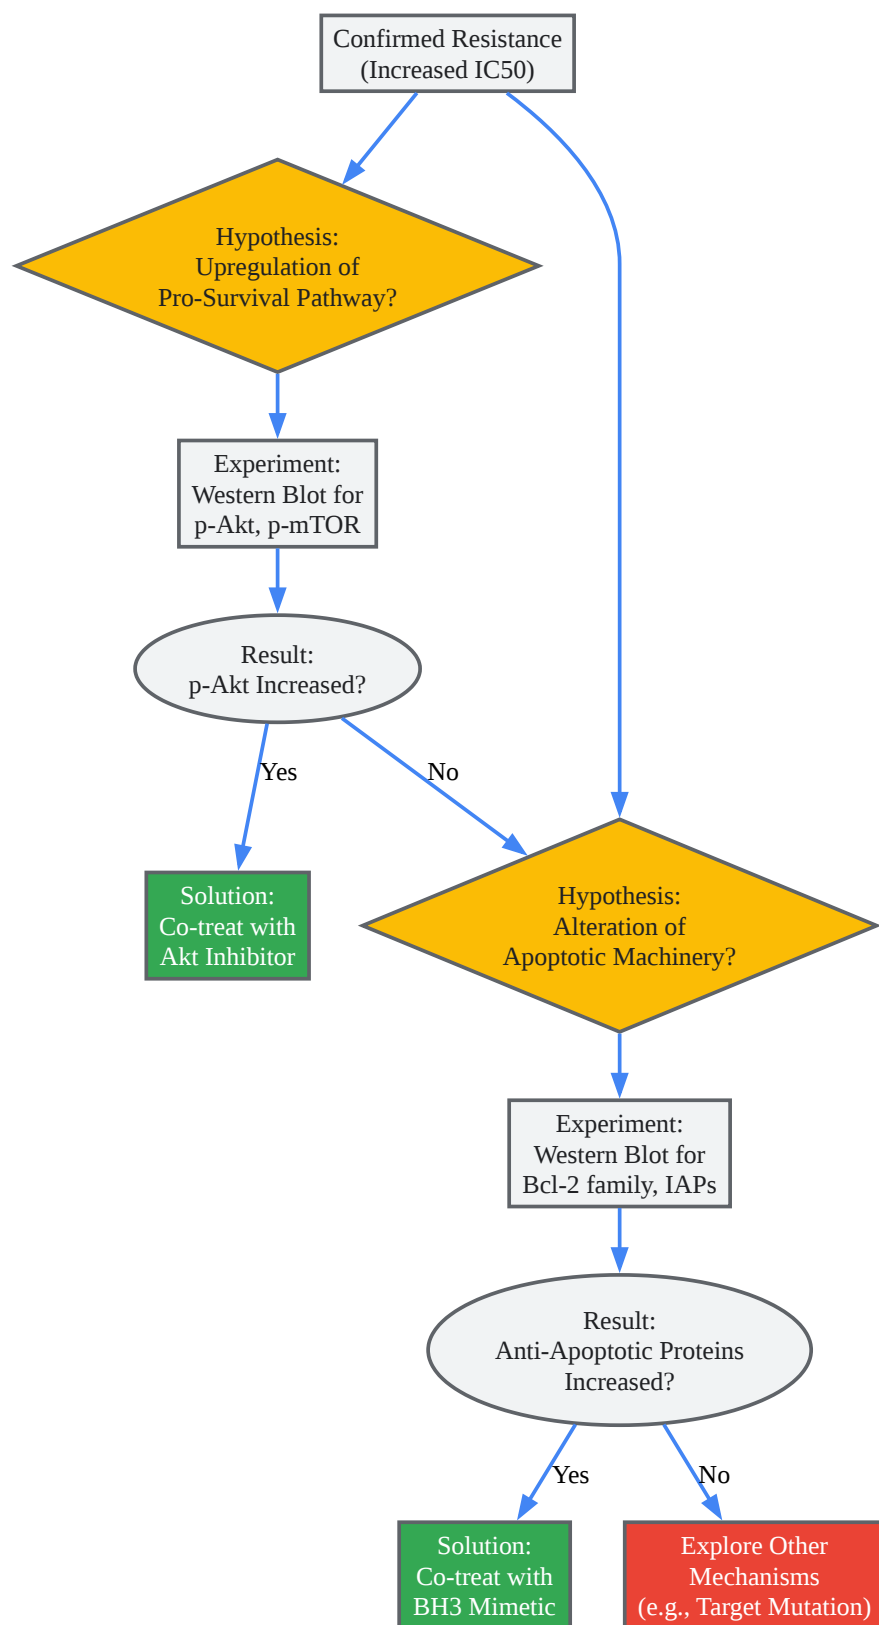 Confirmed Resistance
(Increased IC50)
Hypothesis:
Upregulation of
Pro-Survival Pathway?
Experiment:
Western Blot for
p-Akt, p-mTOR
Result:
p-Akt Increased?
Yes
No
Solution:
Co-treat with
Akt Inhibitor
Hypothesis:
Alteration of
Apoptotic Machinery?
Experiment:
Western Blot for
Bcl-2 family, IAPs
Result:
Anti-Apoptotic Proteins
Increased?
Yes
No
Solution:
Co-treat with
BH3 Mimetic
Explore Other
Mechanisms
(e.g., Target Mutation)